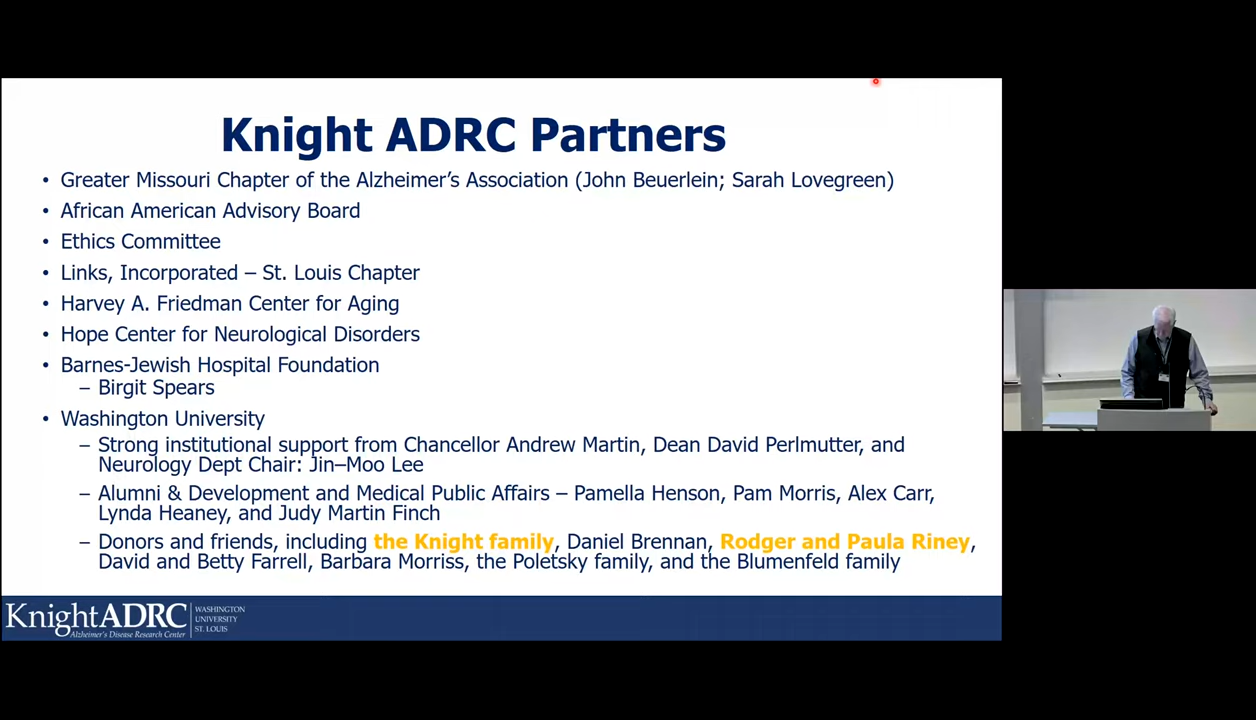 Knight ADRC Partners
• Greater Missouri Chapter of the Alzheimer’s Association (John Beuerlein; Sarah Lovegreen)
• African American Advisory Board
• Ethics Committee
• Links, Incorporated – St. Louis Chapter
• Harvey A. Friedman Center for Aging
• Hope Center for Neurological Disorders
• Barnes-Jewish Hospital Foundation
– Birgit Spears
• Washington University
– Strong institutional support from Chancellor Andrew Martin, Dean David Perlmutter, and
Neurology Dept Chair: Jin–Moo Lee
– Alumni & Development and Medical Public Affairs – Pamella Henson, Pam Morris, Alex Carr,
Lynda Heaney, and Judy Martin Finch
– Donors and friends, including the Knight family, Daniel Brennan, Rodger and Paula Riney,
David and Betty Farrell, Barbara Morriss, the Poletsky family, and the Blumenfeld family
KnightADRC
Alzheimer's Disease Research Center
WASHINGTON
UNIVERSITY
ST. LOUIS